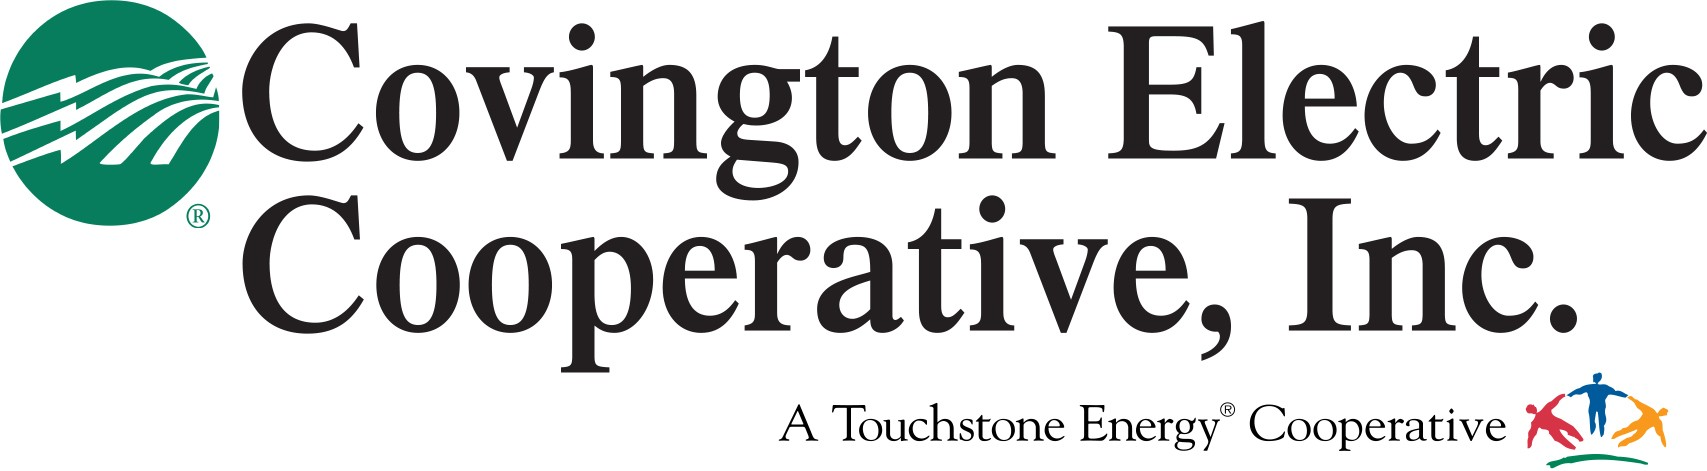 Covington Electric
®
Cooperative, Inc.
A Touchstone Energy® Cooperative